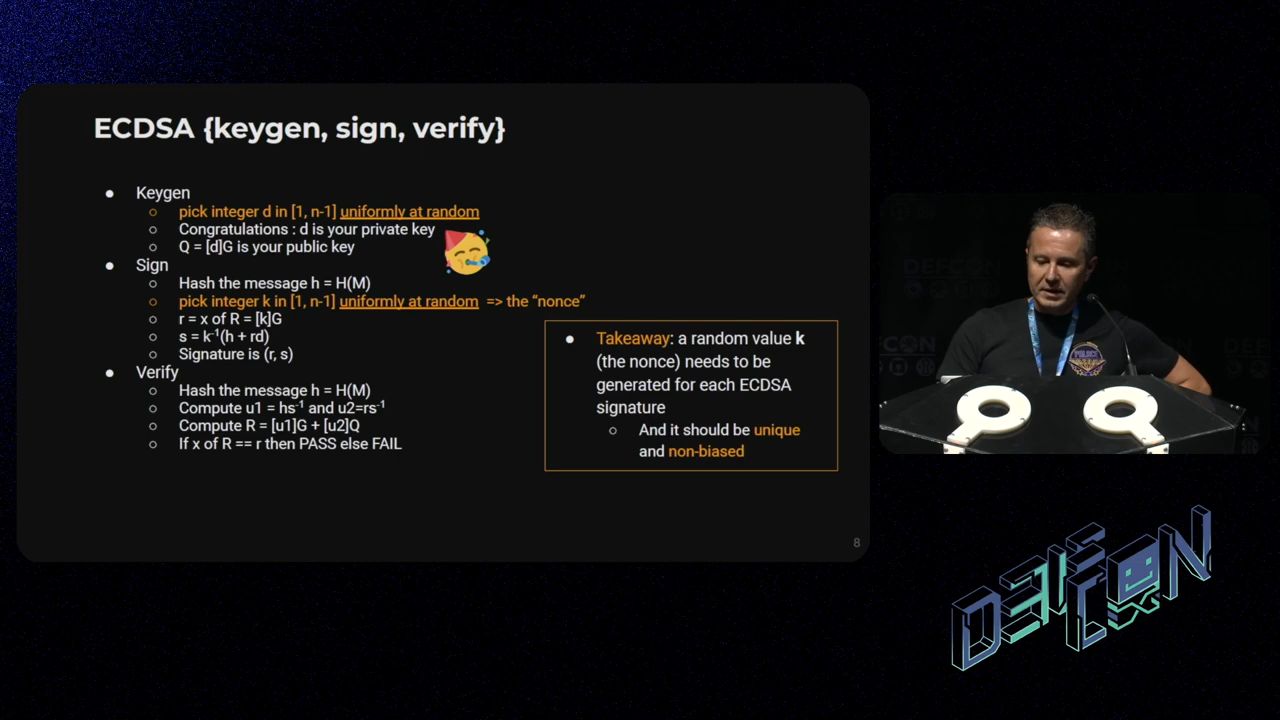 ECDSA {keygen, sign, verify}
● Keygen
○ pick integer d in [1, n-1] uniformly at random
○ Congratulations : d is your private key
○ Q = [d]G is your public key
● Sign
○ Hash the message h = H(M)
○ pick integer k in [1, n-1] uniformly at random => the “nonce”
○ r = x of R = [k]G
○ s = k⁻¹(h + rd)
○ Signature is (r, s)
● Verify
○ Hash the message h = H(M)
○ Compute u1 = hs⁻¹ and u2=rs⁻¹
○ Compute R = [u1]G + [u2]Q
○ If x of R == r then PASS else FAIL
● Takeaway: a random value k
(the nonce) needs to be
generated for each ECDSA
signature
○ And it should be unique
and non-biased
8
DEFCON
DEFCON